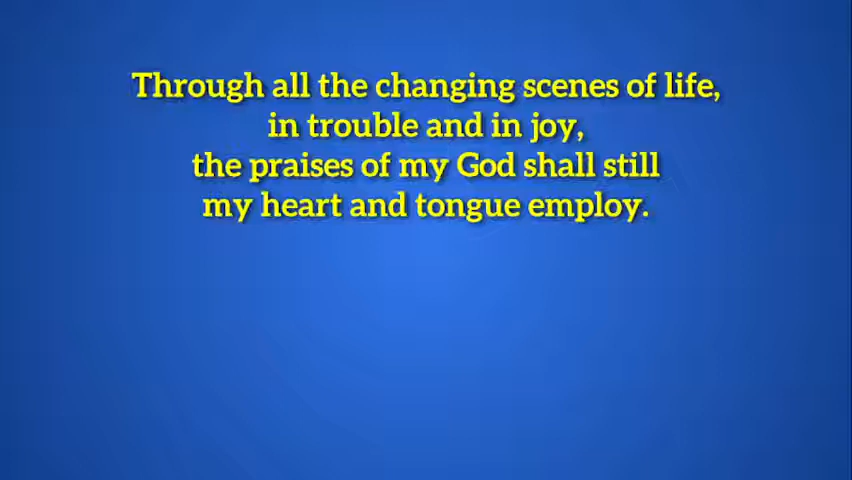 Through all the changing scenes of life,
in trouble and in joy,
the praises of my God shall still
my heart and tongue employ.